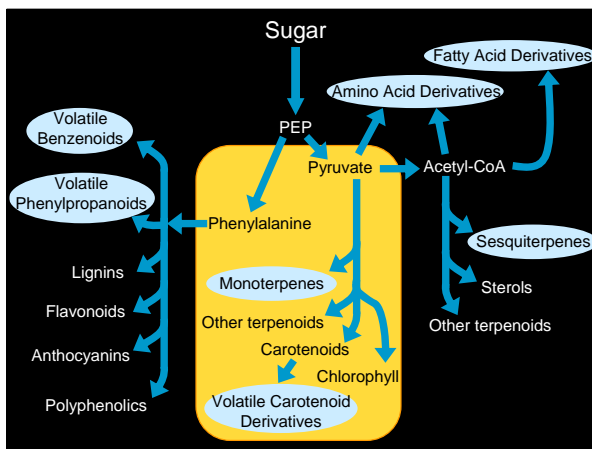 Sugar
Fatty Acid Derivatives
Amino Acid Derivatives
Volatile
Benzenoids
PEP
Pyruvate
Acetyl-CoA
Volatile
Phenylpropanoids
Phenylalanine
Sesquiterpenes
Lignins
Monoterpenes
Sterols
Flavonoids
Other terpenoids
Other terpenoids
Anthocyanins
Carotenoids
Chlorophyll
Polyphenolics
Volatile Carotenoid
Derivatives